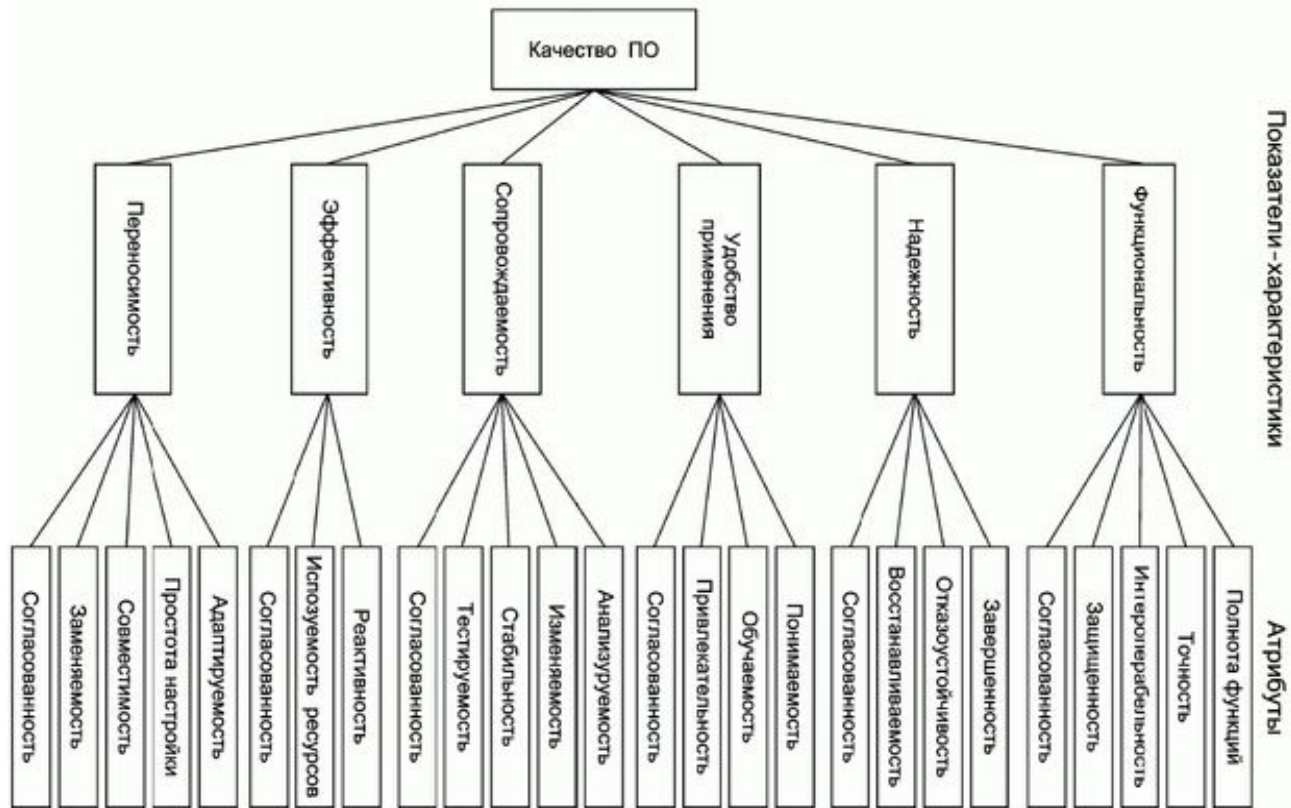 Качество ПО
Показатели-характеристики
Переносимость
Эффективность
Сопровождаемость
Удобство
применения
Надежность
Функциональность
Атрибуты
Согласованность
Заменяемость
Совместимость
Простота настройки
Адаптируемость
Согласованность
Испозуемость ресурсов
Реактивность
Согласованность
Тестируемость
Стабильность
Изменяемость
Анализуруемость
Согласованность
Привлекательность
Обучаемость
Понимаемость
Согласованность
Восстанавливаемость
Отказоустойчивость
Завершенность
Согласованность
Защищенность
Интероперабельность
Точность
Полнота функций